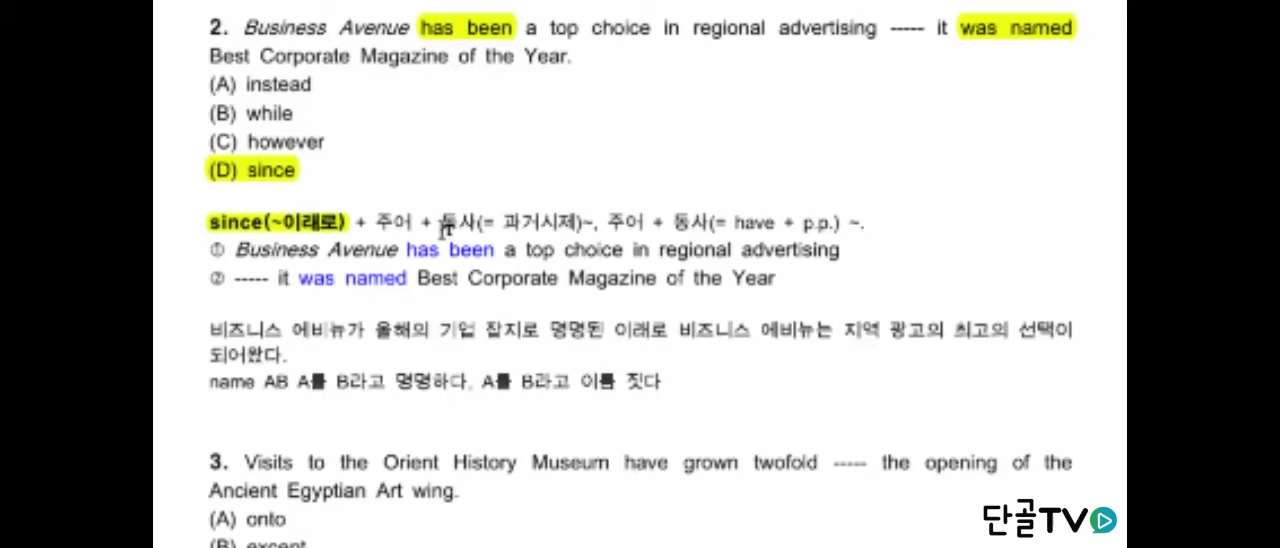 2. Business Avenue has been a top choice in regional advertising ----- it was named
Best Corporate Magazine of the Year.
(A) instead
(B) while
(C) however
(D) since
since(~이래로) + 주어 + 동사(= 과거시제)~, 주어 + 동사(= have + p.p.) ~.
① Business Avenue has been a top choice in regional advertising
② ----- it was named Best Corporate Magazine of the Year
비즈니스 에비뉴가 올해의 기업 잡지로 명명된 이래로 비즈니스 에비뉴는 지역 광고의 최고의 선택이
되어왔다.
name AB A를 B라고 명명하다, A를 B라고 이름 짓다
3. Visits to the Orient History Museum have grown twofold ----- the opening of the
Ancient Egyptian Art wing.
(A) onto
(B) except
단골TV